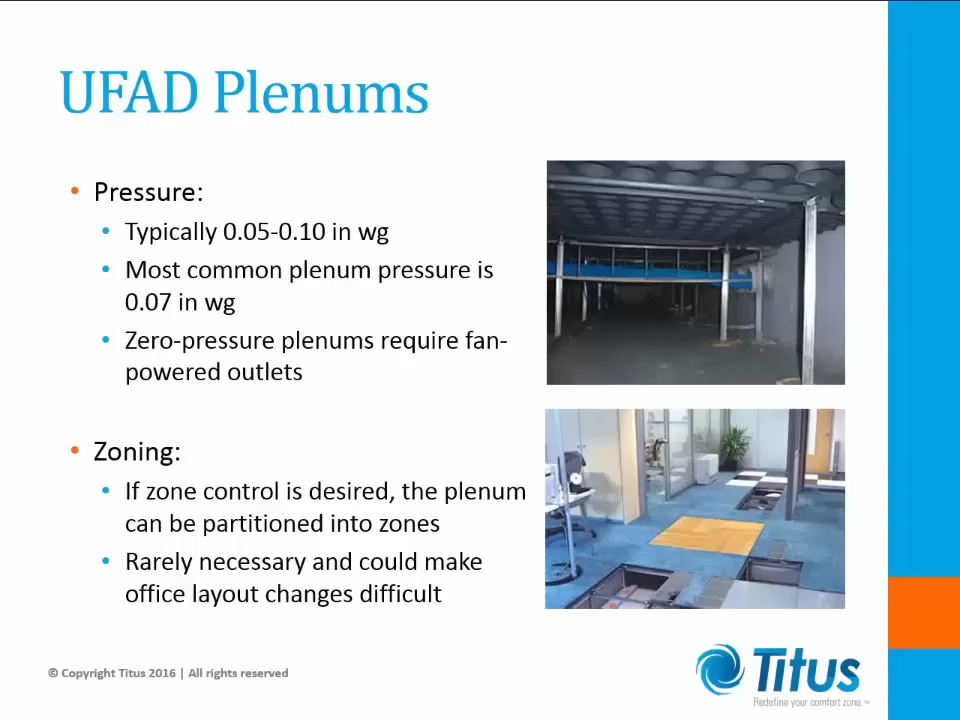 UFAD Plenums
• Pressure:
• Typically 0.05-0.10 in wg
• Most common plenum pressure is
0.07 in wg
• Zero-pressure plenums require fan-
powered outlets
• Zoning:
• If zone control is desired, the plenum
can be partitioned into zones
• Rarely necessary and could make
office layout changes difficult
© Copyright Titus 2016 | All rights reserved
Titus
Redefine your comfort zone.™